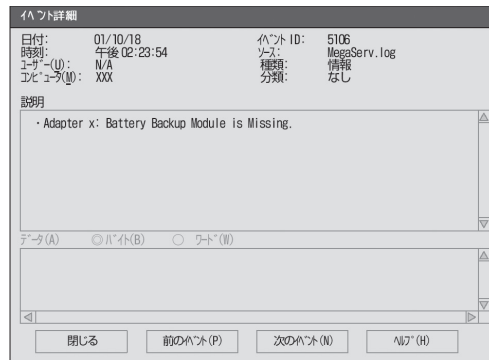 イベント詳細
日付: 01/10/18 イベント ID: 5106
時刻: 午後 02:23:54 ソース: MegaServ.log
ユーザー(U): N/A 種類: 情報
コンピュータ(M): XXX 分類: なし
説明
・Adapter x: Battery Backup Module is Missing.
データ(A) ◎ バイト(B) ○ ワード(W)
閉じる 前のイベント(P) 次のイベント(N) ヘルプ(H)